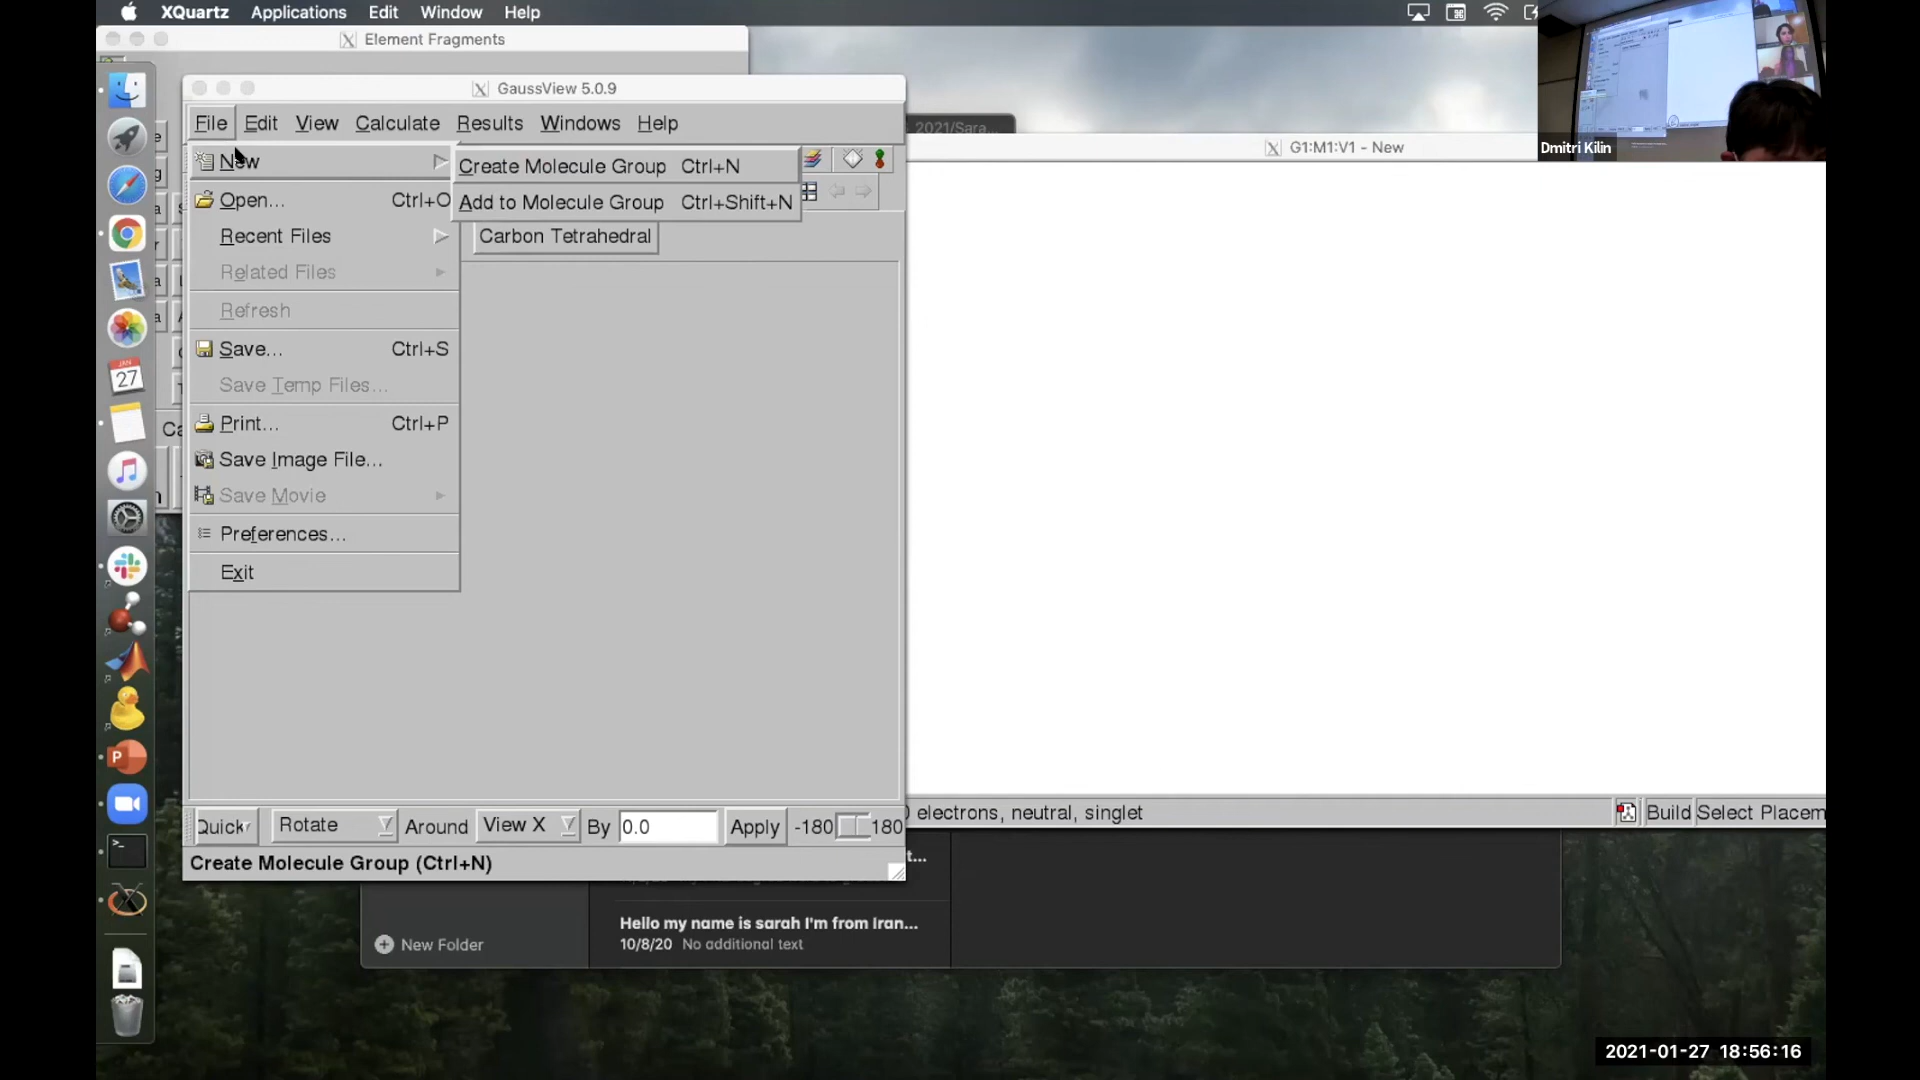 XQuartz Applications Edit Window Help
Element Fragments
GaussView 5.0.9
File Edit View Calculate Results Windows Help
2021/Sara...
G1:M1:V1 - New
Dmitri Kilin
New
Create Molecule Group Ctrl+N
Add to Molecule Group Ctrl+Shift+N
Open... Ctrl+O
Recent Files
Carbon Tetrahedral
Related Files
Refresh
Save... Ctrl+S
Save Temp Files...
Print... Ctrl+P
Save Image File...
Save Movie
Preferences...
Exit
JAN
27
Ca
P
Quick Rotate Around View X By 0.0 Apply -180 180
electrons, neutral, singlet
Build Select Placem
Create Molecule Group (Ctrl+N)
t...
Hello my name is sarah I'm from Iran...
10/8/20 No additional text
New Folder
2021-01-27 18:56:16